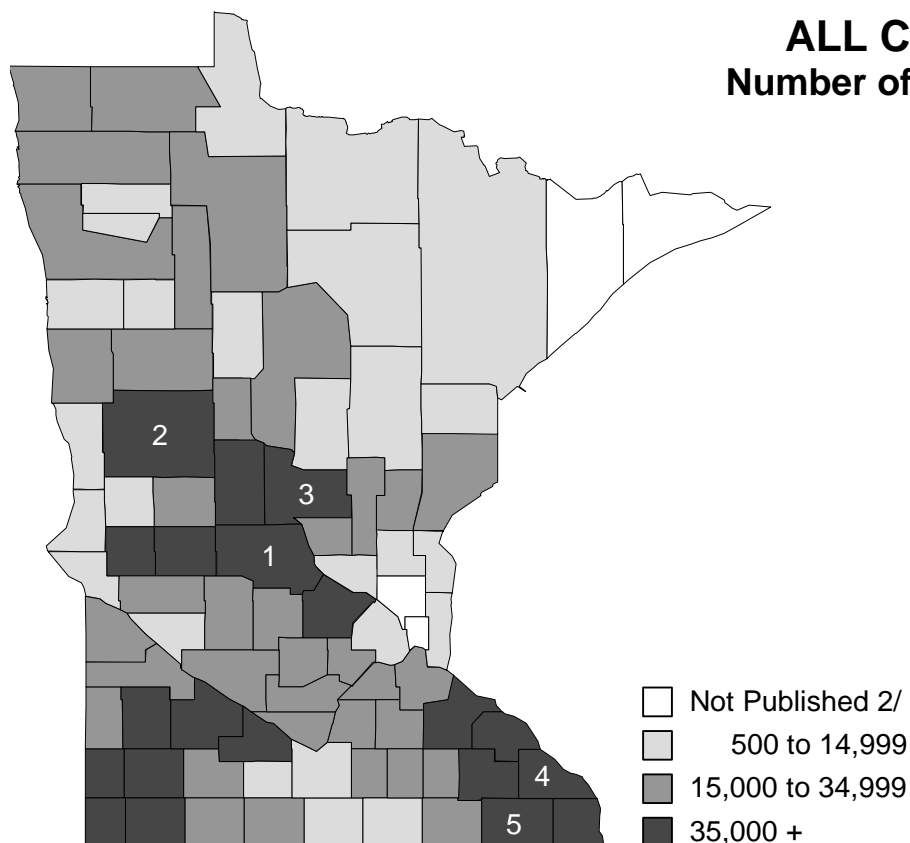 ALL C
Number of
2
3
1
4
5
Not Published 2/
500 to 14,999
15,000 to 34,999
35,000 +